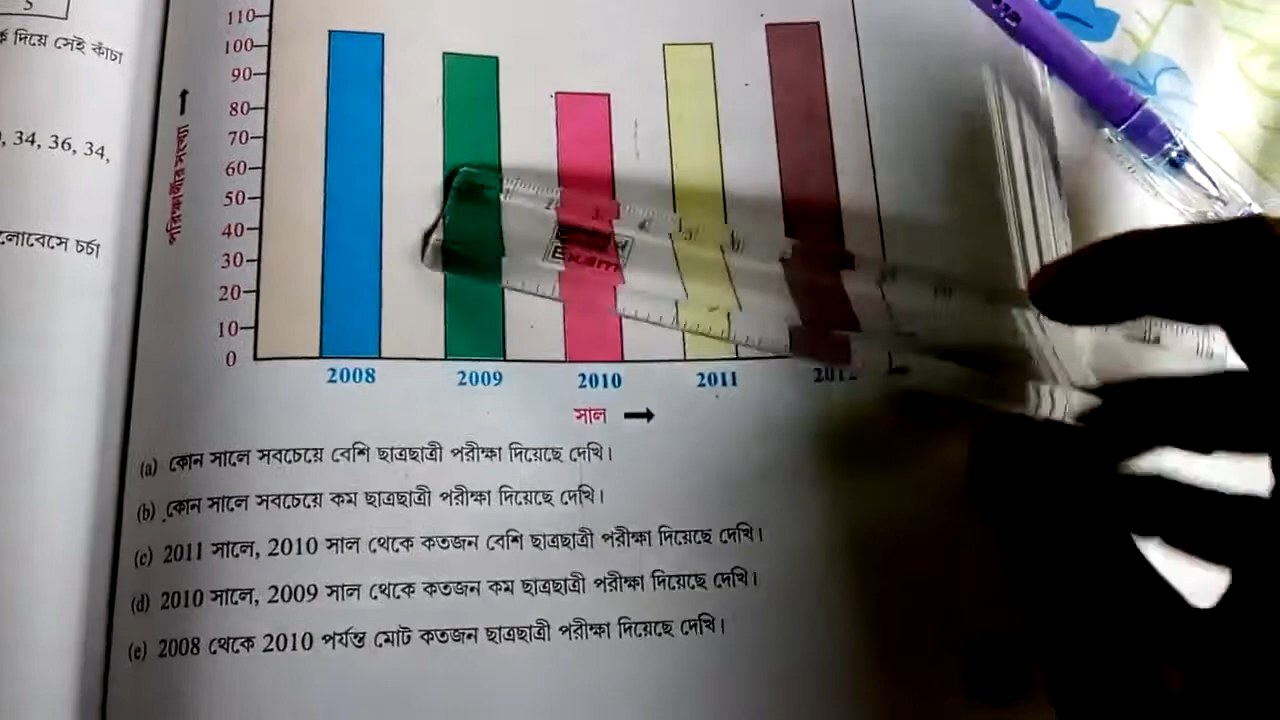 দিয়ে সেই কাঁচা
34, 36, 34,
চর্চা
110
100
90
80
70
60
50
40
30
20
10
0
পরীক্ষার্থীর সংখ্যা
Exam
2008 2009 2010 2011 2012
সাল
(a) কোন সালে সবচেয়ে বেশি ছাত্রছাত্রী পরীক্ষা দিয়েছে দেখি।
(b) কোন সালে সবচেয়ে কম ছাত্রছাত্রী পরীক্ষা দিয়েছে দেখি।
(c) 2011 সালে, 2010 সাল থেকে কতজন বেশি ছাত্রছাত্রী পরীক্ষা দিয়েছে দেখি।
(d) 2010 সালে, 2009 সাল থেকে কতজন কম ছাত্রছাত্রী পরীক্ষা দিয়েছে দেখি।
(e) 2008 থেকে 2010 পর্যন্ত মোট কতজন ছাত্রছাত্রী পরীক্ষা দিয়েছে দেখি।